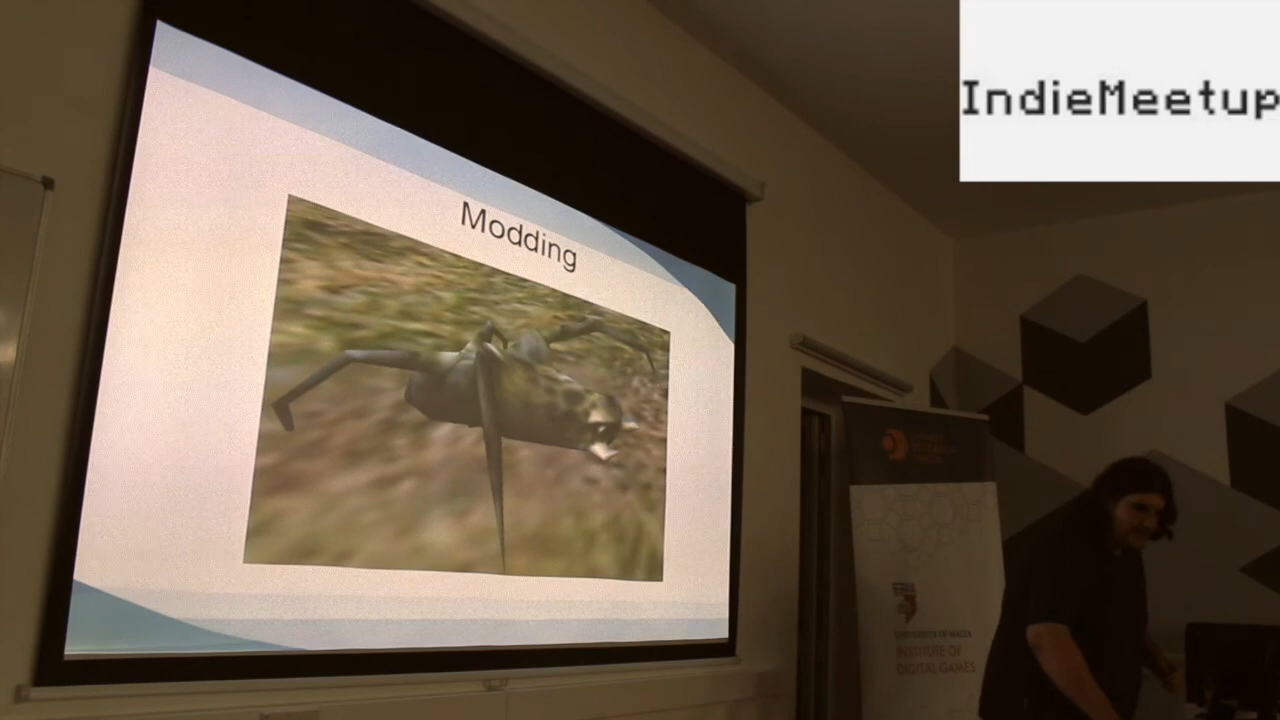 IndieMeetup
Modding
UNIVERSITY OF MALTA
INSTITUTE OF
DIGITAL GAMES